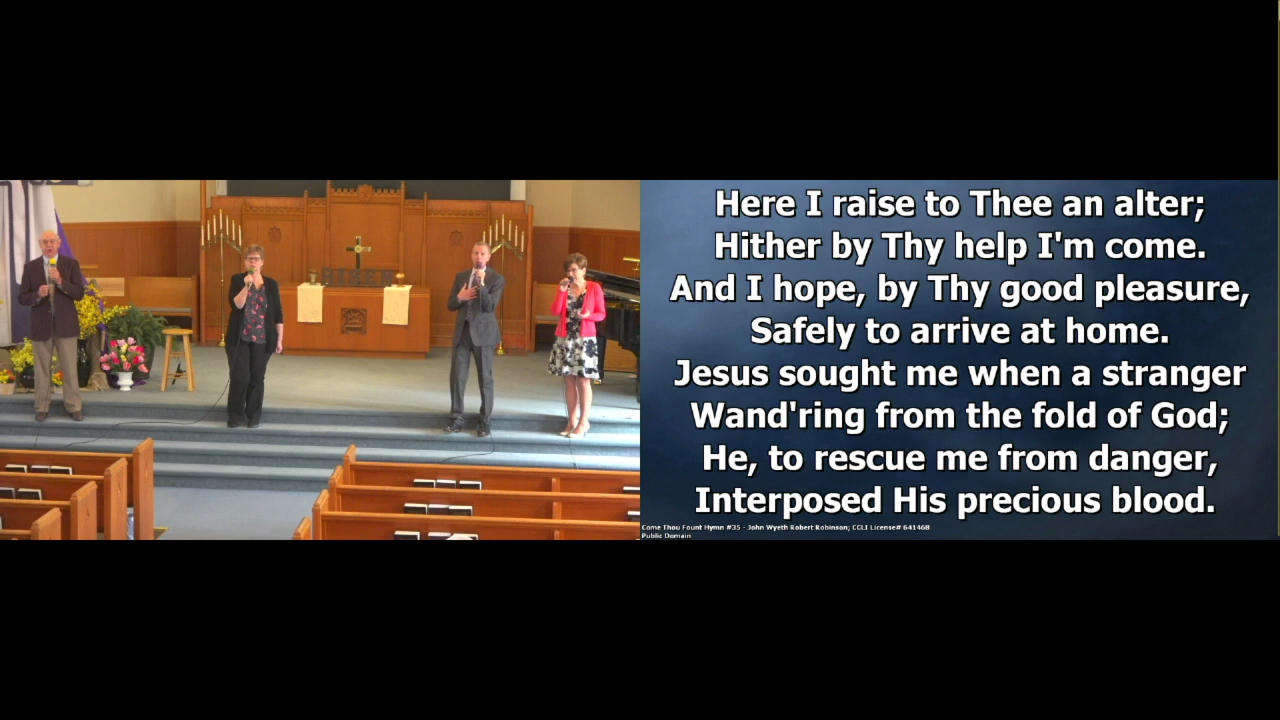 Here I raise to Thee an alter;
Hither by Thy help I'm come.
And I hope, by Thy good pleasure,
Safely to arrive at home.
Jesus sought me when a stranger
Wand'ring from the fold of God;
He, to rescue me from danger,
Interposed His precious blood.
Come Thou Fount Hymn #35 - John Wyeth Robert Robinson; CCLI License# 641468
Public Domain